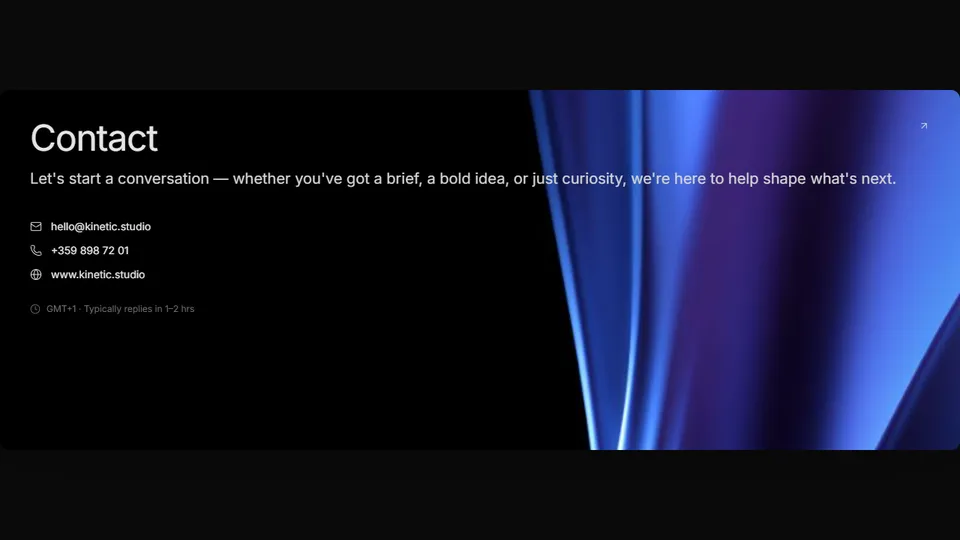 Contact
Let's start a conversation — whether you've got a brief, a bold idea, or just curiosity, we're here to help shape what's next.
hello@kinetic.studio
+359 898 72 01
www.kinetic.studio
GMT+1 · Typically replies in 1–2 hrs